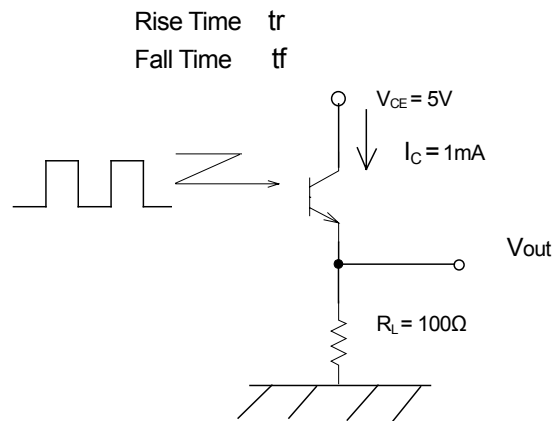 Rise Time tr
Fall Time tf
VCE = 5V
IC = 1mA
Vout
RL = 100Ω